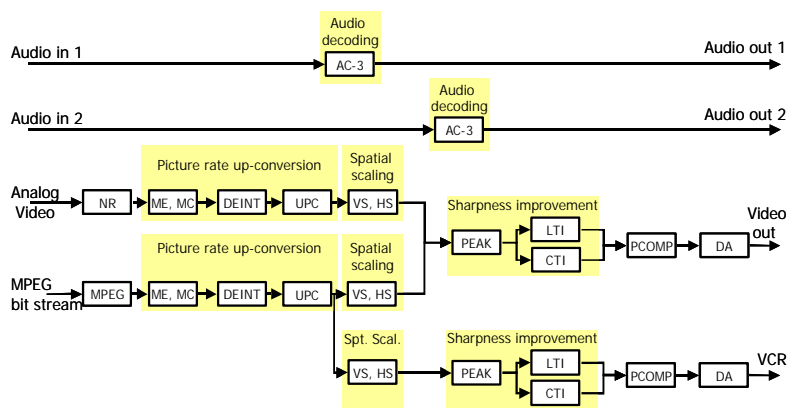 Audio
decoding
Audio in 1
AC-3
Audio out 1
Audio
decoding
Audio in 2
AC-3
Audio out 2
Picture rate up-conversion
Spatial
scaling
Analog
Video
NR
ME, MC
DEINT
UPC
VS, HS
Sharpness improvement
PEAK
LTI
CTI
PCOMP
DA
Video
out
Picture rate up-conversion
Spatial
scaling
MPEG
bit stream
MPEG
ME, MC
DEINT
UPC
VS, HS
Spt. Scal.
VS, HS
Sharpness improvement
PEAK
LTI
CTI
PCOMP
DA
VCR